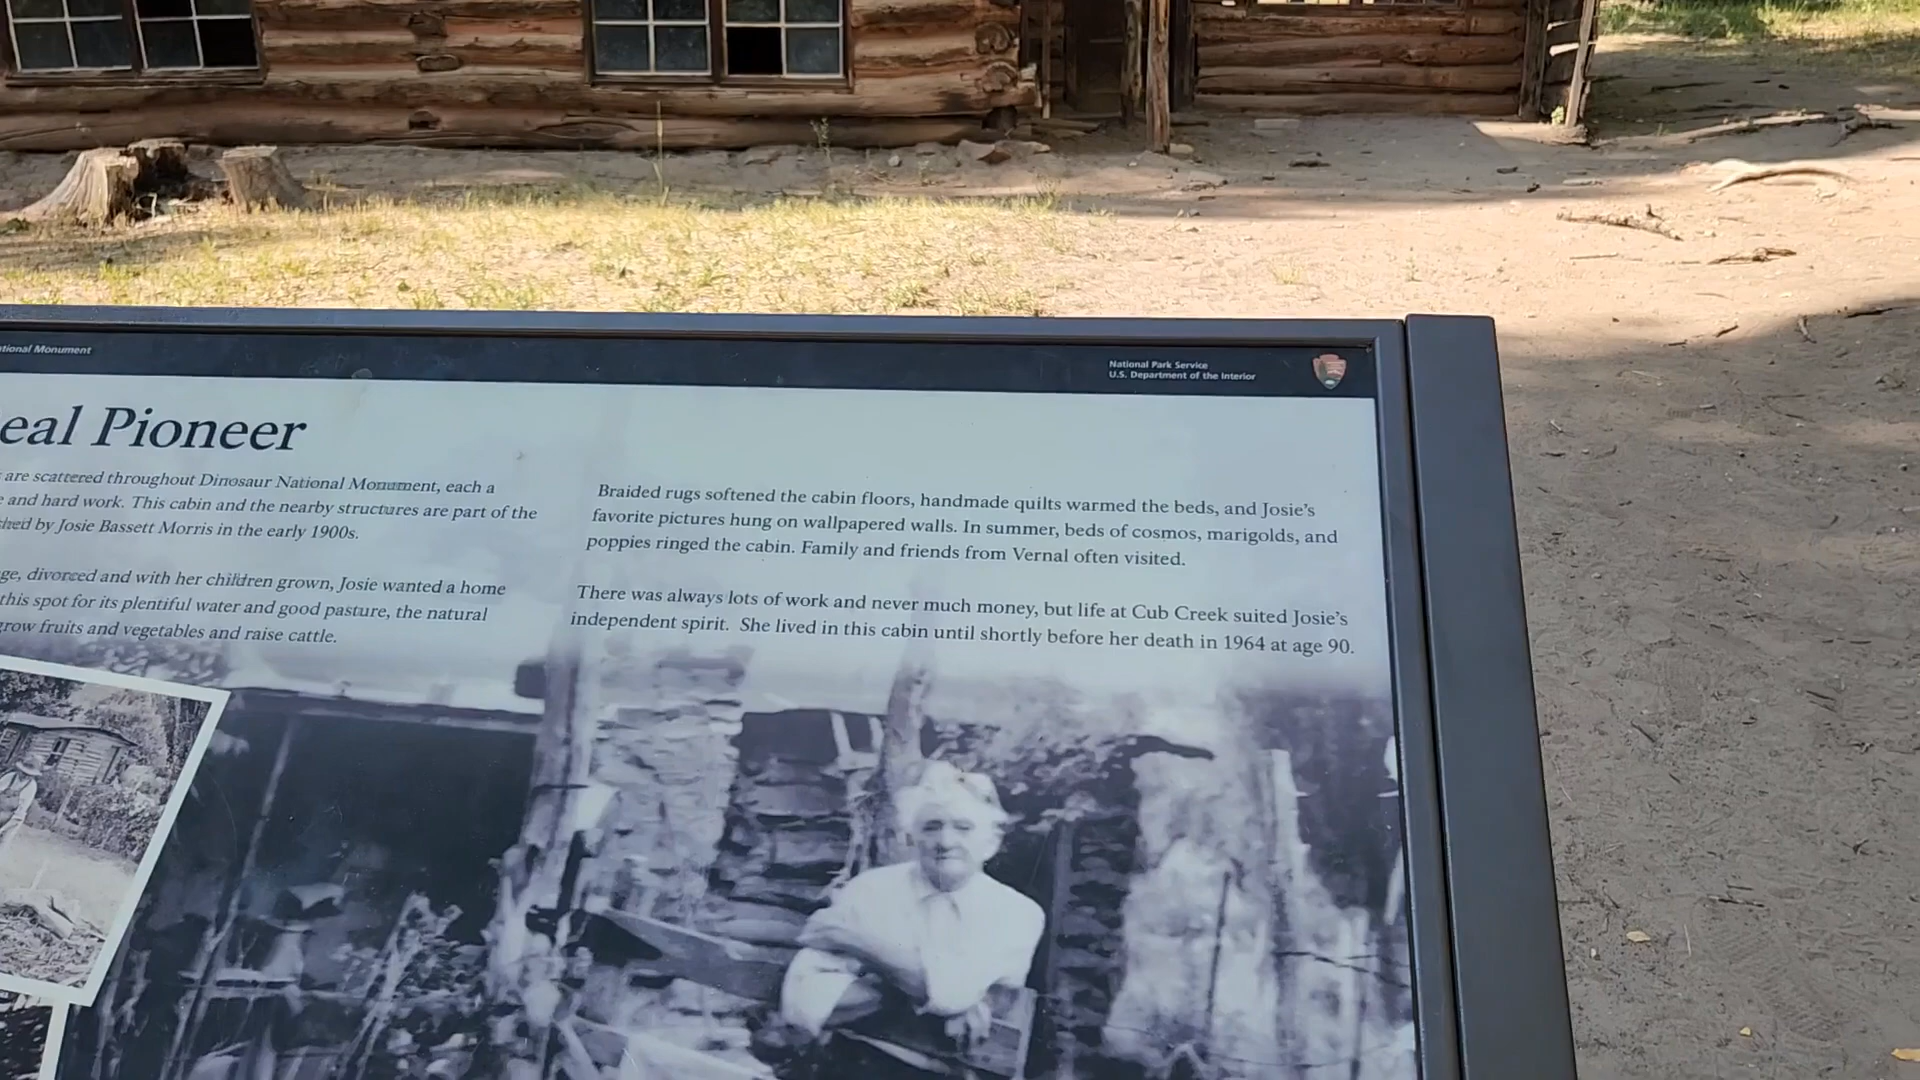 National Park Service
U.S. Department of the Interior
Pioneer
are scattered throughout Dinosaur National Monument, each a
and hard work. This cabin and the nearby structures are part of the
by Josie Bassett Morris in the early 1900s.
divorced and with her children grown, Josie wanted a home
this spot for its plentiful water and good pasture, the natural
grow fruits and vegetables and raise cattle.
Braided rugs softened the cabin floors, handmade quilts warmed the beds, and Josie's
favorite pictures hung on wallpapered walls. In summer, beds of cosmos, marigolds, and
poppies ringed the cabin. Family and friends from Vernal often visited.
There was always lots of work and never much money, but life at Cub Creek suited Josie's
independent spirit. She lived in this cabin until shortly before her death in 1964 at age 90.